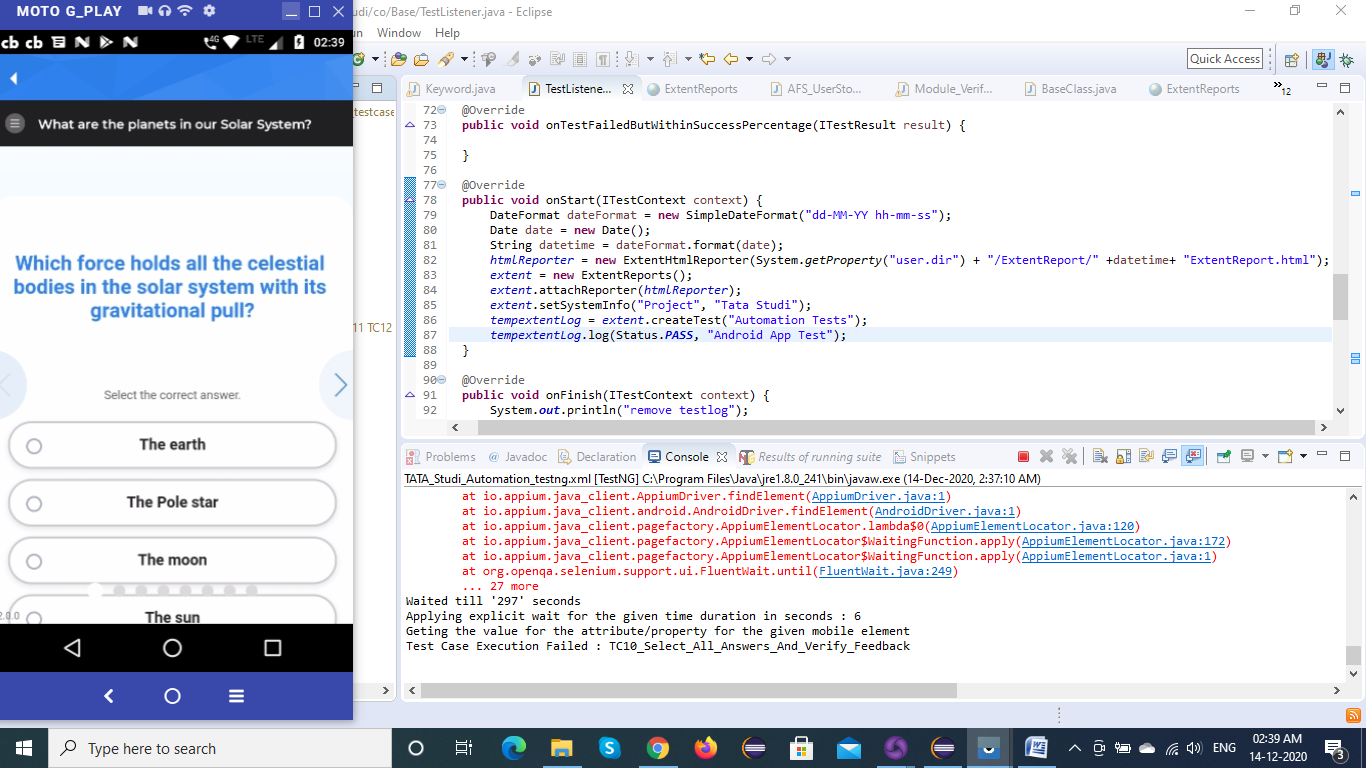 MOTO G_PLAY
cb cb
4G
LTE
02:39
What are the planets in our Solar System?
Which force holds all the celestial
bodies in the solar system with its
gravitational pull?
Select the correct answer.
The earth
The Pole star
The moon
The sun
2.0.0
udi/co/Base/TestListener.java - Eclipse
un Window Help
Quick Access
_testcase
11 TC12
Keyword.java
TestListene...
ExtentReports
AFS_UserSto...
Module_Verif...
BaseClass.java
ExtentReports
»12
72 @Override
73 public void onTestFailedButWithinSuccessPercentage(ITestResult result) {
74
75 }
76
77 @Override
78 public void onStart(ITestContext context) {
79 DateFormat dateFormat = new SimpleDateFormat("dd-MM-YY hh-mm-ss");
80 Date date = new Date();
81 String datetime = dateFormat.format(date);
82 htmlReporter = new ExtentHtmlReporter(System.getProperty("user.dir") + "/ExtentReport/" +datetime+ "ExtentReport.html");
83 extent = new ExtentReports();
84 extent.attachReporter(htmlReporter);
85 extent.setSystemInfo("Project", "Tata Studi");
86 tempextentLog = extent.createTest("Automation Tests");
87 tempextentLog.log(Status.PASS, "Android App Test");
88 }
89
90 @Override
91 public void onFinish(ITestContext context) {
92 System.out.println("remove testlog");
Problems @ Javadoc Declaration Console Results of running suite Snippets
TATA_Studi_Automation_testng.xml [TestNG] C:\Program Files\Java\jre1.8.0_241\bin\javaw.exe (14-Dec-2020, 2:37:10 AM)
at io.appium.java_client.AppiumDriver.findElement(AppiumDriver.java:1)
at io.appium.java_client.android.AndroidDriver.findElement(AndroidDriver.java:1)
at io.appium.java_client.pagefactory.AppiumElementLocator.lambda$0(AppiumElementLocator.java:120)
at io.appium.java_client.pagefactory.AppiumElementLocator$WaitingFunction.apply(AppiumElementLocator.java:172)
at io.appium.java_client.pagefactory.AppiumElementLocator$WaitingFunction.apply(AppiumElementLocator.java:1)
at org.openqa.selenium.support.ui.FluentWait.until(FluentWait.java:249)
... 27 more
Waited till '297' seconds
Applying explicit wait for the given time duration in seconds : 6
Geting the value for the attribute/property for the given mobile element
Test Case Execution Failed : TC10_Select_All_Answers_And_Verify_Feedback
Type here to search
ENG
02:39 AM
14-12-2020
3